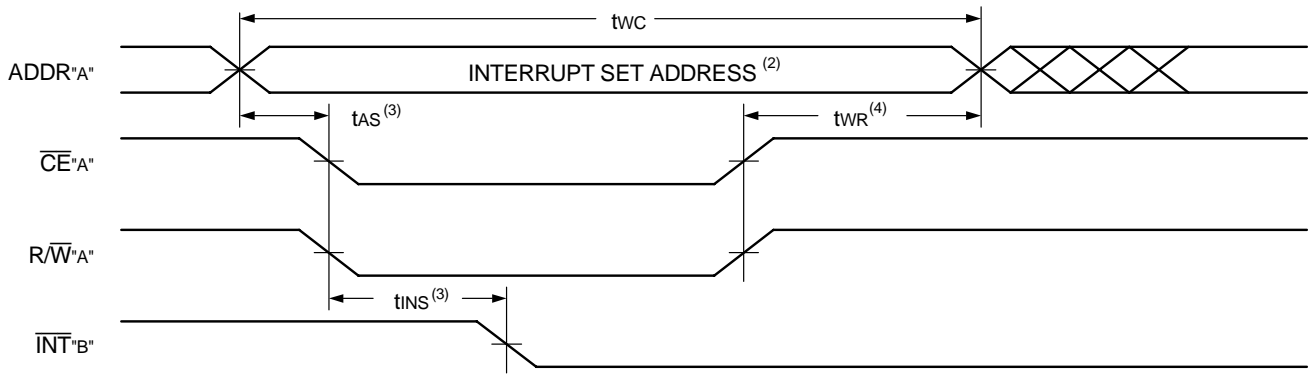 tWC
ADDR"A"
INTERRUPT SET ADDRESS (2)
tAS(3)
tWR(4)
CE"A"
R/W"A"
tINS(3)
INT"B"